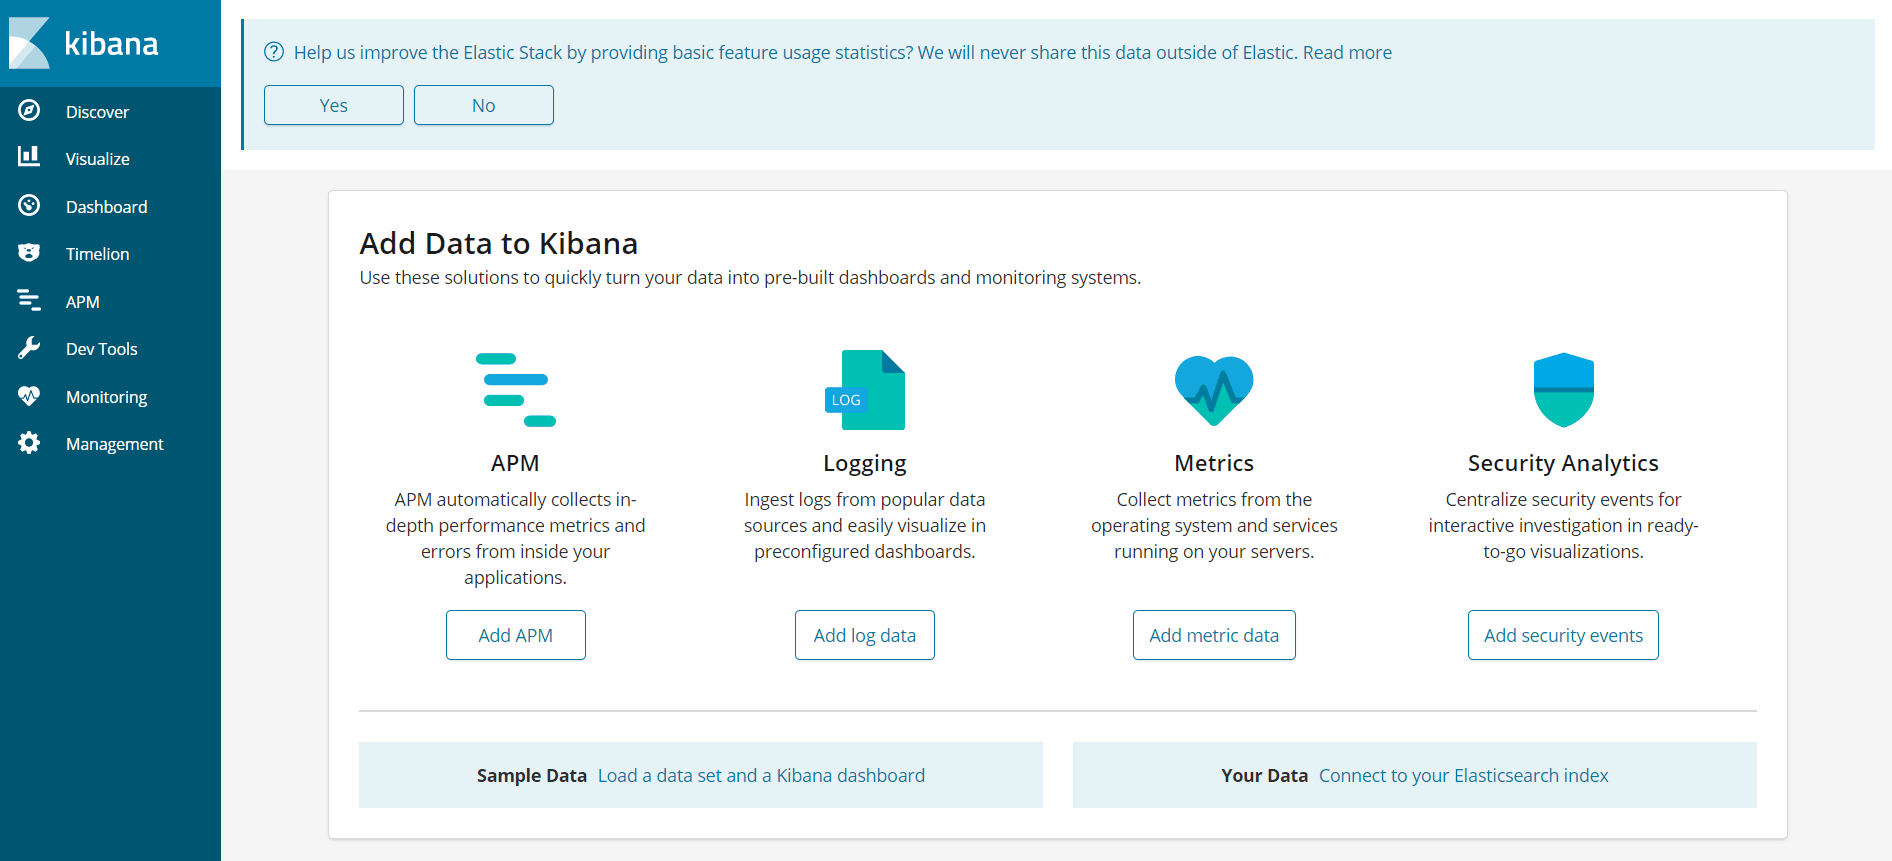 kibana
Discover
Visualize
Dashboard
Timelion
APM
Dev Tools
Monitoring
Management
Help us improve the Elastic Stack by providing basic feature usage statistics? We will never share this data outside of Elastic. Read more
Yes
No
Add Data to Kibana
Use these solutions to quickly turn your data into pre-built dashboards and monitoring systems.
APM
APM automatically collects in-
depth performance metrics and
errors from inside your
applications.
Add APM
LOG
Logging
Ingest logs from popular data
sources and easily visualize in
preconfigured dashboards.
Add log data
Metrics
Collect metrics from the
operating system and services
running on your servers.
Add metric data
Security Analytics
Centralize security events for
interactive investigation in ready-
to-go visualizations.
Add security events
Sample Data Load a data set and a Kibana dashboard
Your Data Connect to your Elasticsearch index